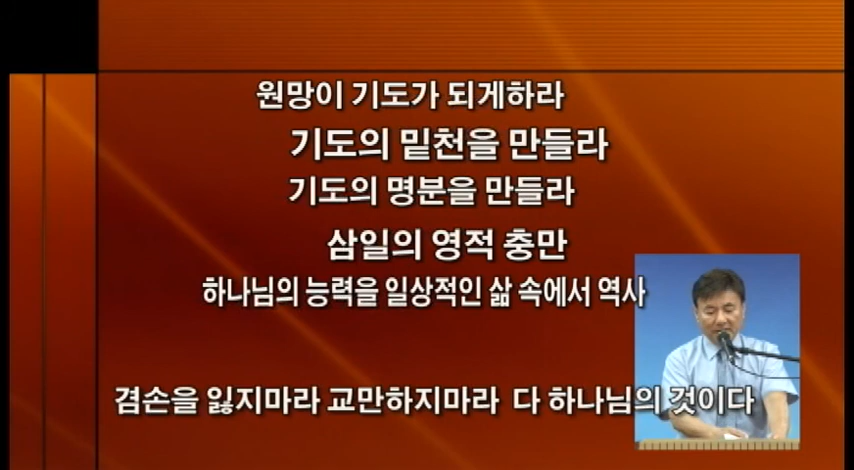 원망이 기도가 되게하라
기도의 밑천을 만들라
기도의 명분을 만들라
삼일의 영적 충만
하나님의 능력을 일상적인 삶 속에서 역사
겸손을 잃지마라 교만하지마라 다 하나님의 것이다